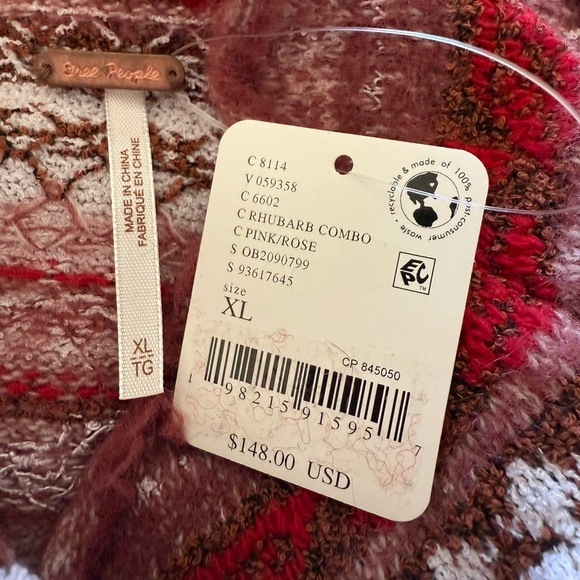 Free People
MADE IN CHINA
FABRIQUÉ EN CHINE
XL
TG
C 8114
V 059358
C 6602
C RHUBARB COMBO
C PINK/ROSE
S OB2090799
S 93617645
size
XL
recyclable & made of 100% post-consumer waste
EPC™
CP 845050
1 98215 91595 7
$148.00 USD